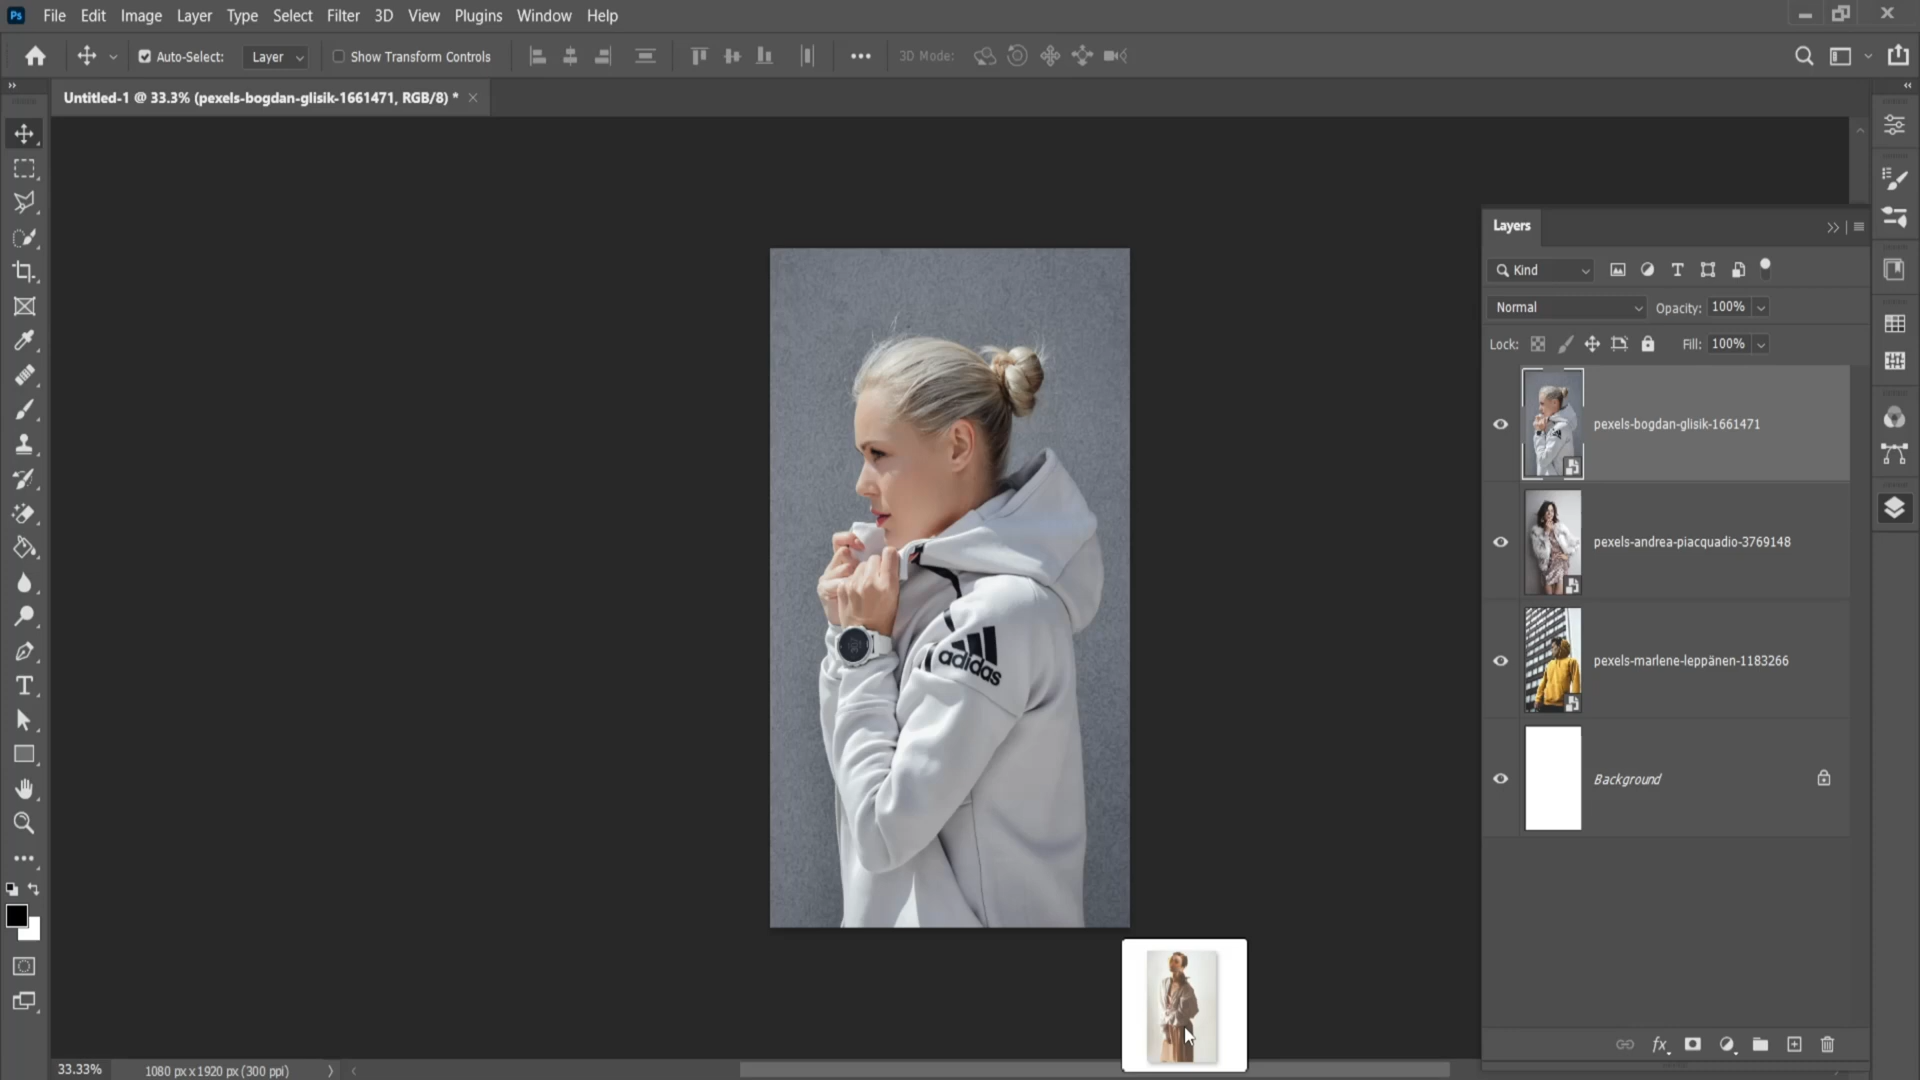 Ps File Edit Image Layer Type Select Filter 3D View Plugins Window Help
Auto-Select: Layer Show Transform Controls 3D Mode:
Untitled-1 @ 33.3% (pexels-bogdan-glisik-1661471, RGB/8) *
Layers
Kind
Normal Opacity: 100%
Lock: Fill: 100%
pexels-bogdan-glisik-1661471
pexels-andrea-piacquadio-3769148
adidas
pexels-marlene-leppänen-1183266
Background
fx
33.33% 1080 px x 1920 px (300 ppi)